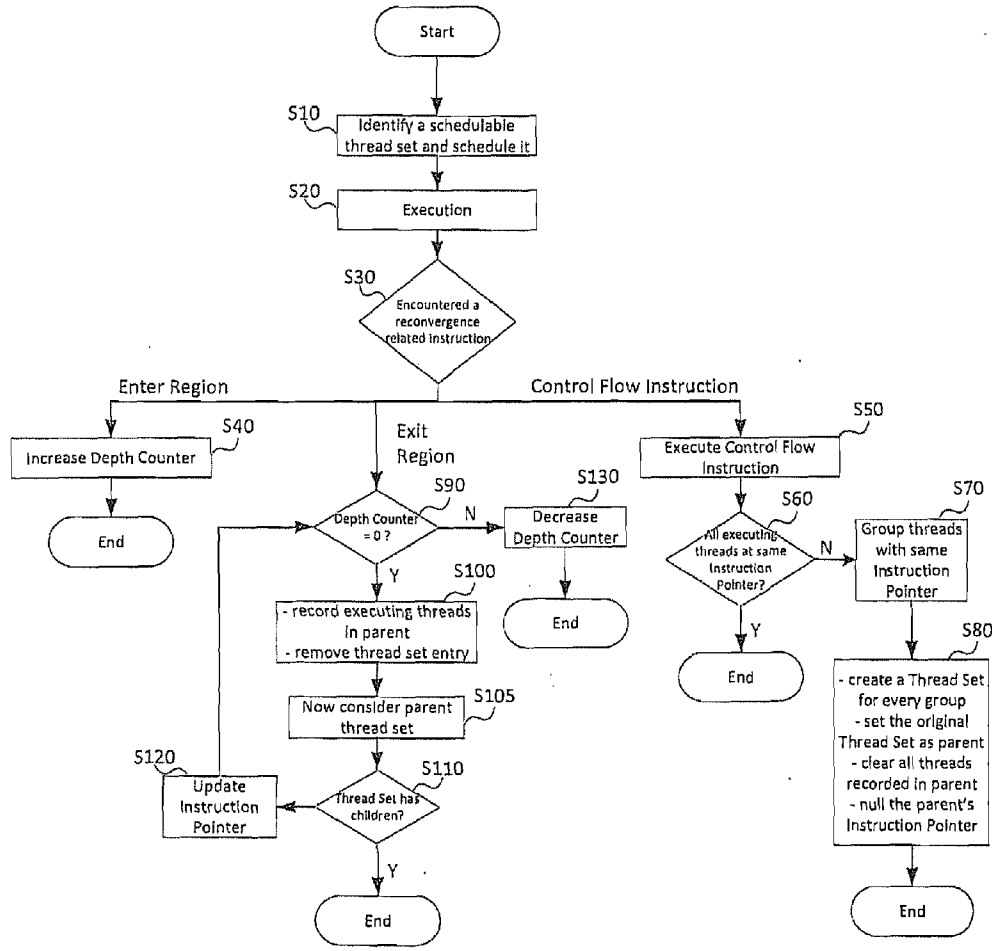 Start
S10
Identify a schedulable
thread set and schedule it
S20
Execution
S30
Encountered a
reconvergence
related instruction
Enter Region
Control Flow Instruction
Exit
Region
S40
Increase Depth Counter
End
S50
Execute Control Flow
Instruction
S60
All executing
threads at same
Instruction
Pointer?
N
Y
End
S70
Group threads
with same
Instruction
Pointer
S80
- create a Thread Set
for every group
- set the original
Thread Set as parent
- clear all threads
recorded in parent
- null the parent's
Instruction Pointer
End
S90
Depth Counter
= 0 ?
N
Y
S130
Decrease
Depth Counter
End
S100
- record executing threads
in parent
- remove thread set entry
S105
Now consider parent
thread set
S110
Thread Set has
children?
Y
End
S120
Update
Instruction
Pointer